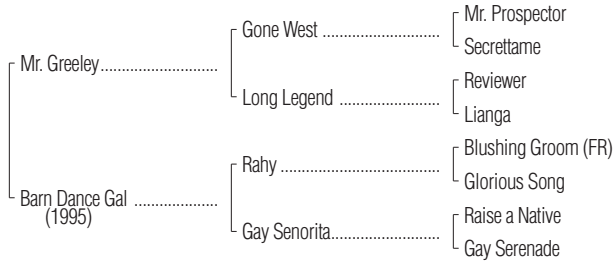 Mr. Prospector
Gone West ........................
Secrettame
Mr. Greeley..............................
Reviewer
Long Legend .....................
Lianga
Blushing Groom (FR)
Rahy ...................................
Glorious Song
Barn Dance Gal .....................
(1995)
Raise a Native
Gay Senorita......................
Gay Serenade